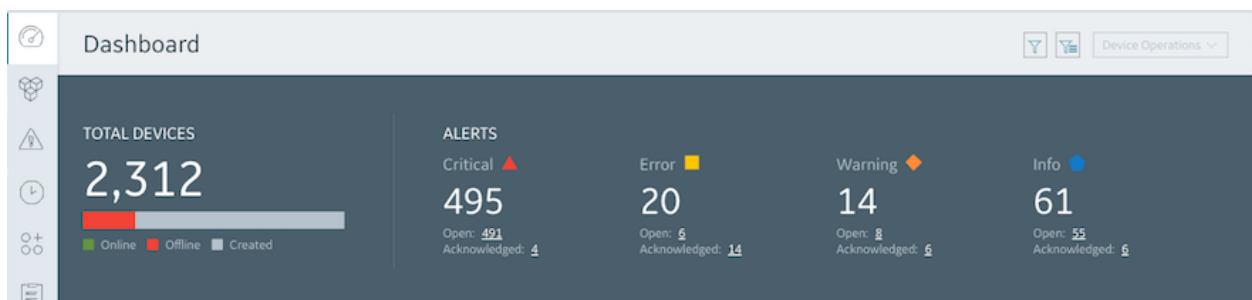 Dashboard
Device Operations
TOTAL DEVICES
2,312
Online Offline Created
ALERTS
Critical
495
Open: 491
Acknowledged: 4
Error
20
Open: 6
Acknowledged: 14
Warning
14
Open: 8
Acknowledged: 6
Info
61
Open: 55
Acknowledged: 6